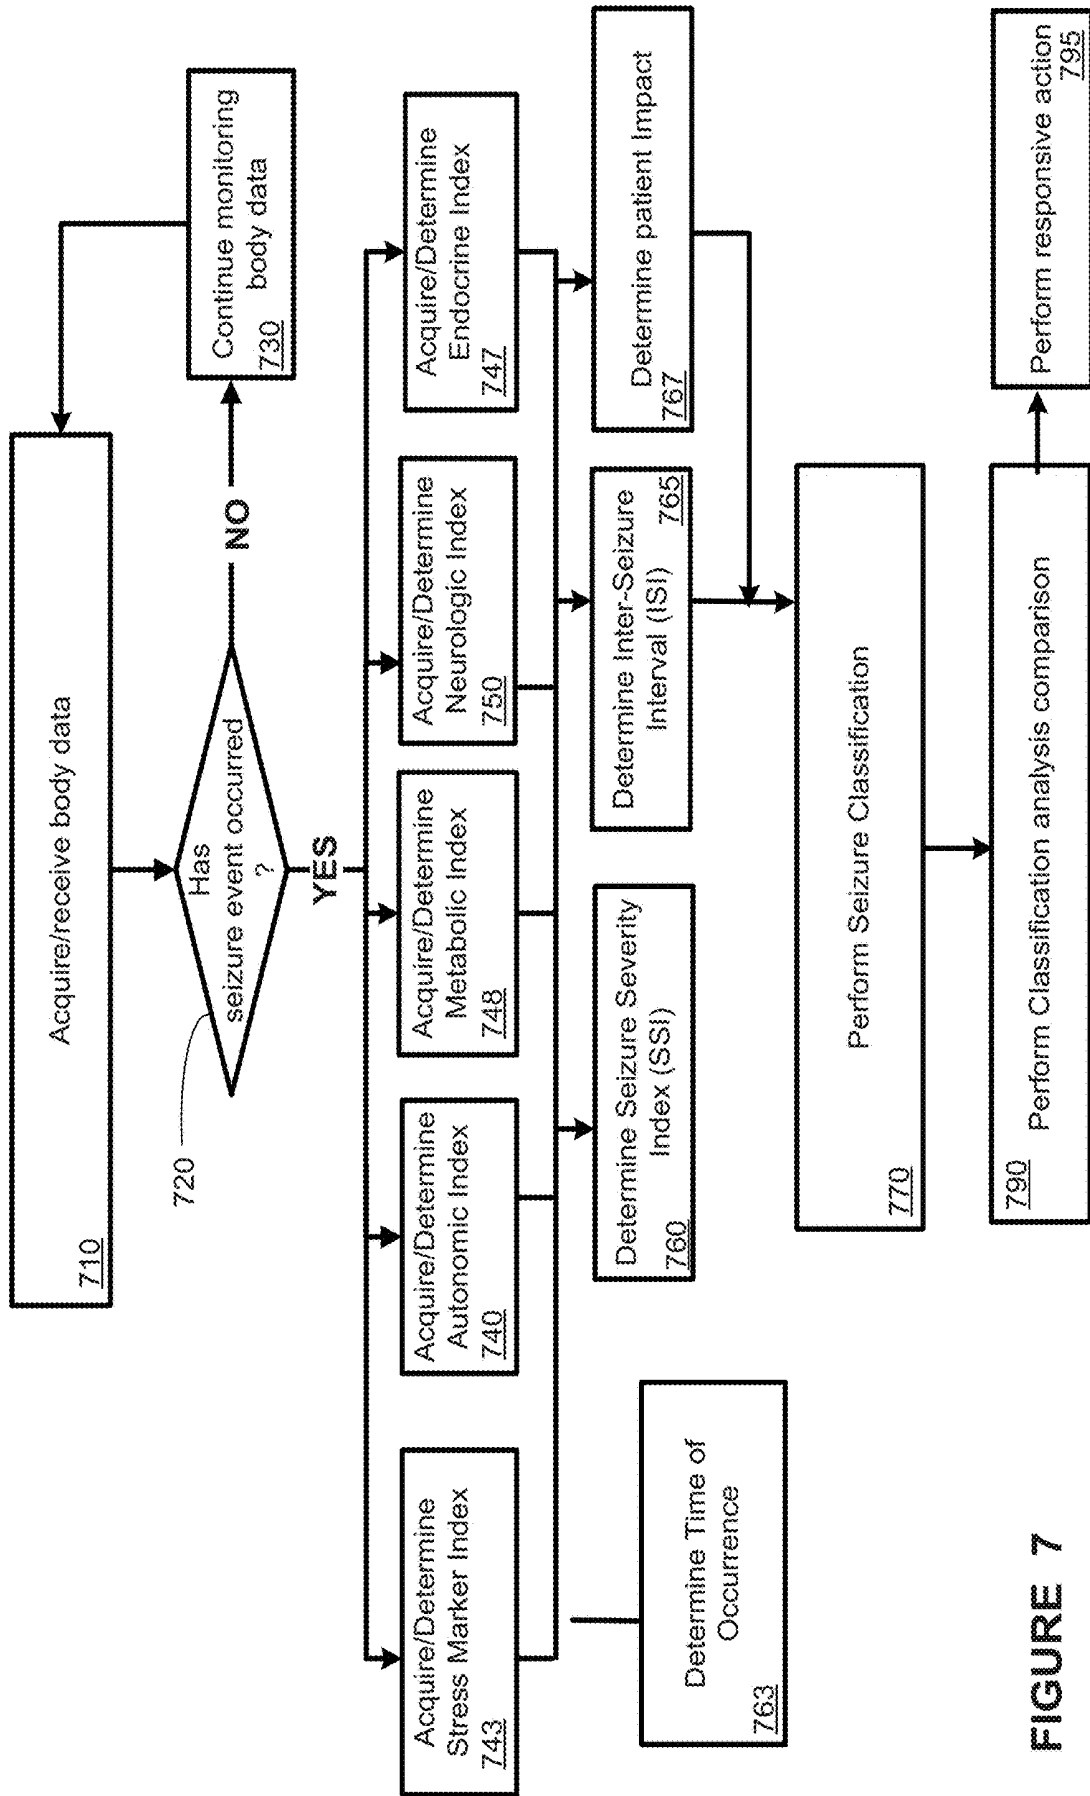 Acquire/receive body data
710
Has
seizure event occurred
?
720
NO
YES
Continue monitoring
body data
730
Acquire/Determine
Stress Marker Index
743
Acquire/Determine
Autonomic Index
740
Acquire/Determine
Metabolic Index
748
Acquire/Determine
Neurologic Index
750
Acquire/Determine
Endocrine Index
747
Determine Time of
Occurrence
763
Determine Seizure Severity
Index (SSI)
760
Determine Inter-Seizure
Interval (ISI)
765
Determine patient Impact
767
Perform Seizure Classification
770
Perform Classification analysis comparison
790
Perform responsive action
795
FIGURE 7